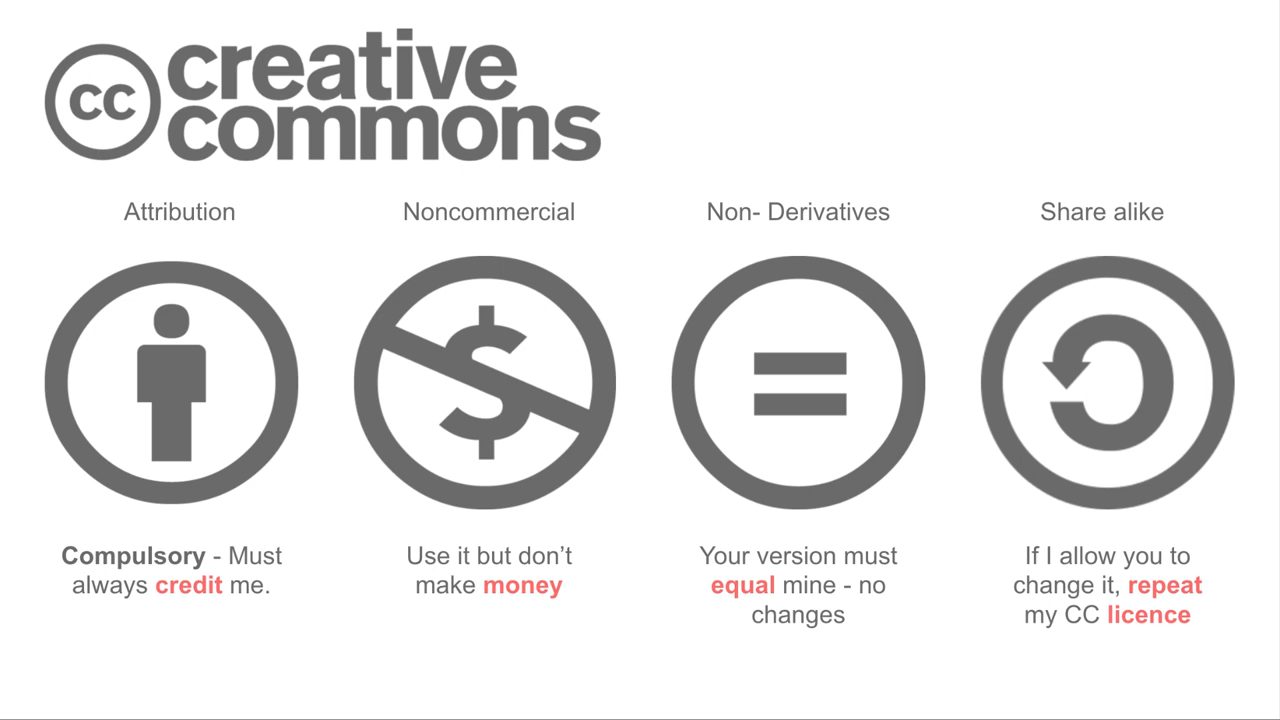 cc creative
commons
Attribution
Noncommercial
Non- Derivatives
Share alike
Compulsory - Must
always credit me.
Use it but don’t
make money
Your version must
equal mine - no
changes
If I allow you to
change it, repeat
my CC licence